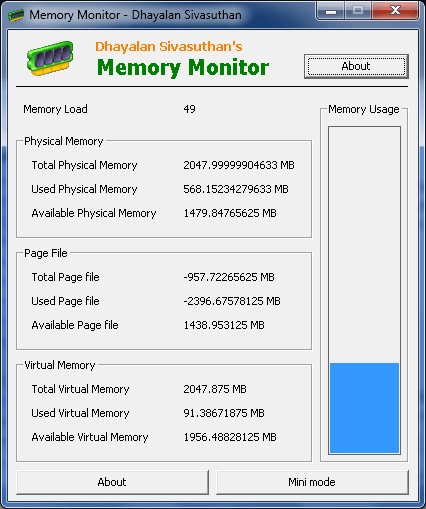 Memory Monitor - Dhayalan Sivasuthan
Dhayalan Sivasuthan's
Memory Monitor
About
Memory Load 49
Memory Usage
Physical Memory
Total Physical Memory 2047.99999904633 MB
Used Physical Memory 568.15234279633 MB
Available Physical Memory 1479.84765625 MB
Page File
Total Page file -957.72265625 MB
Used Page file -2396.67578125 MB
Available Page file 1438.953125 MB
Virtual Memory
Total Virtual Memory 2047.875 MB
Used Virtual Memory 91.38671875 MB
Available Virtual Memory 1956.48828125 MB
About Mini mode